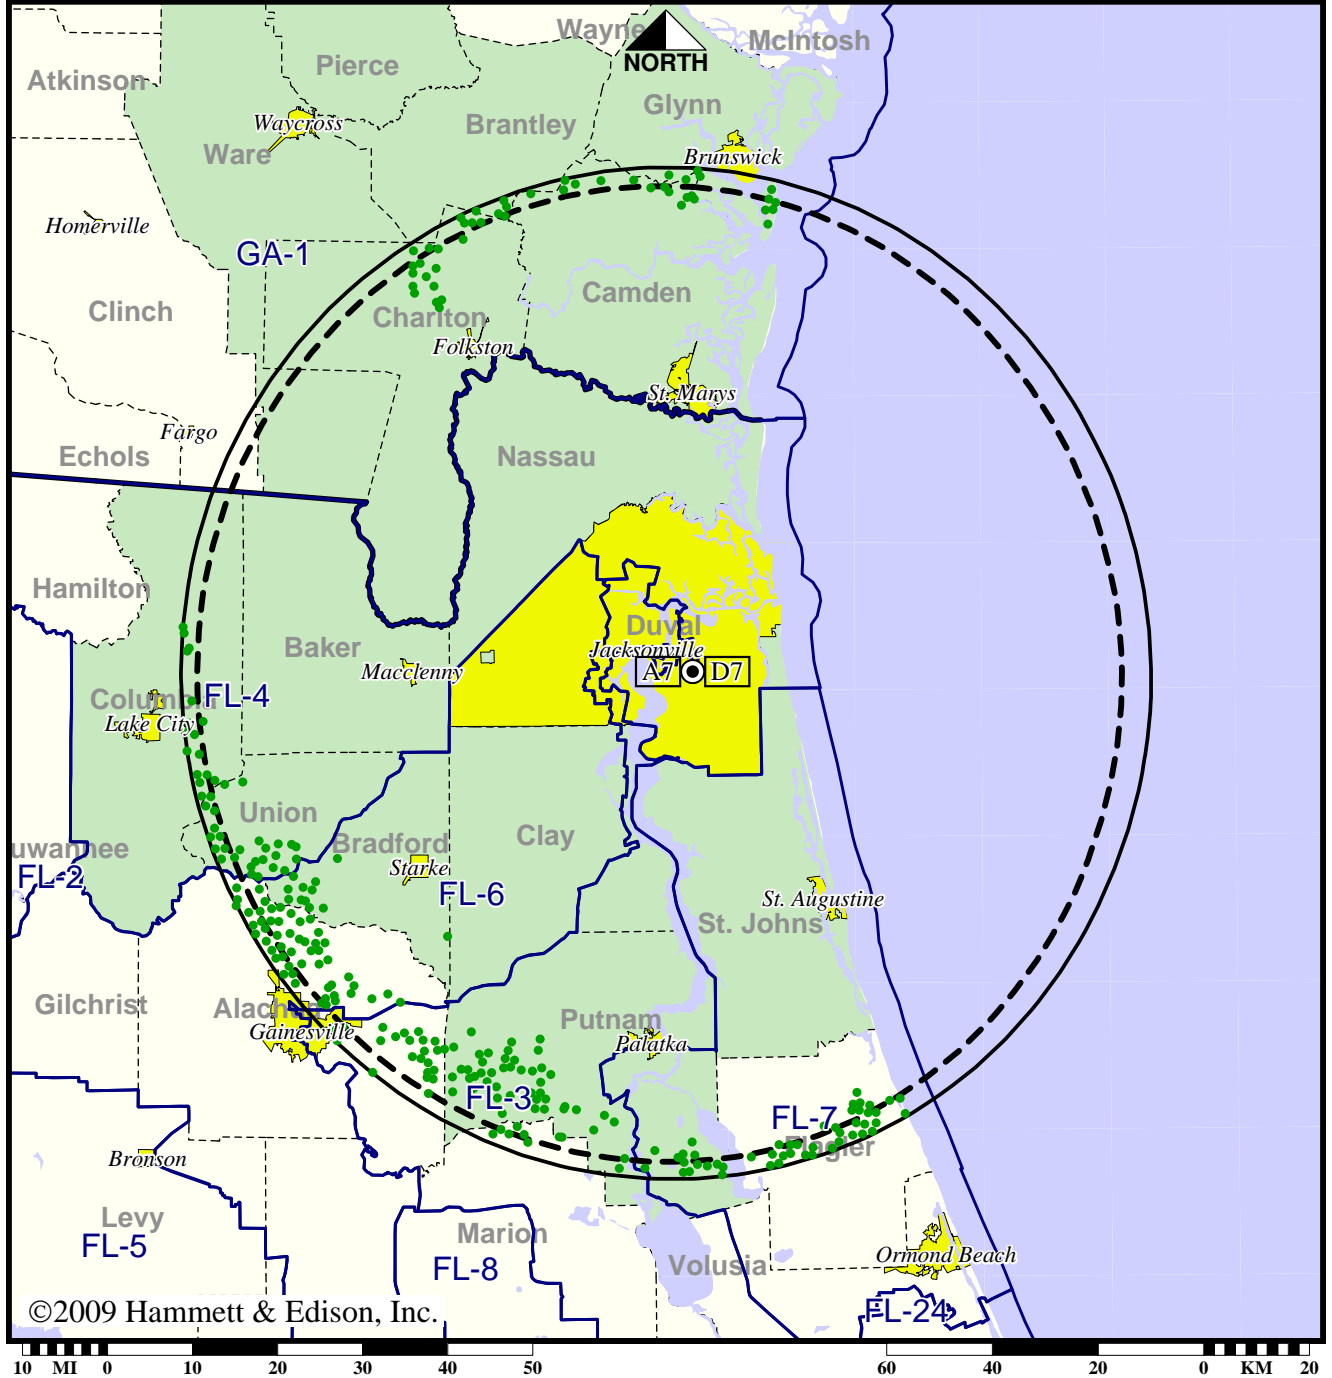 Wayne
McIntosh
NORTH
Atkinson
Pierce
Glynn
Waycross
Brantley
Ware
Brunswick
Homerville
GA-1
Camden
Clinch
Charlton
Folkston
St. Marys
Fargo
Echols
Nassau
Hamilton
Duval
Baker
Jacksonville
Macclenny
A7
D7
Columbia
FL-4
Lake City
Union
Bradford
Clay
uwannee
Starke
FL-2
FL-6
St. Augustine
St. Johns
Gilchrist
Alachua
Putnam
Gainesville
Palatka
FL-3
FL-7
Flagler
Bronson
Levy
FL-5
Marion
FL-8
Volusia
Ormond Beach
©2009 Hammett & Edison, Inc.
FL-24
10 MI 0 10 20 30 40 50
60 40 20 0 KM 20